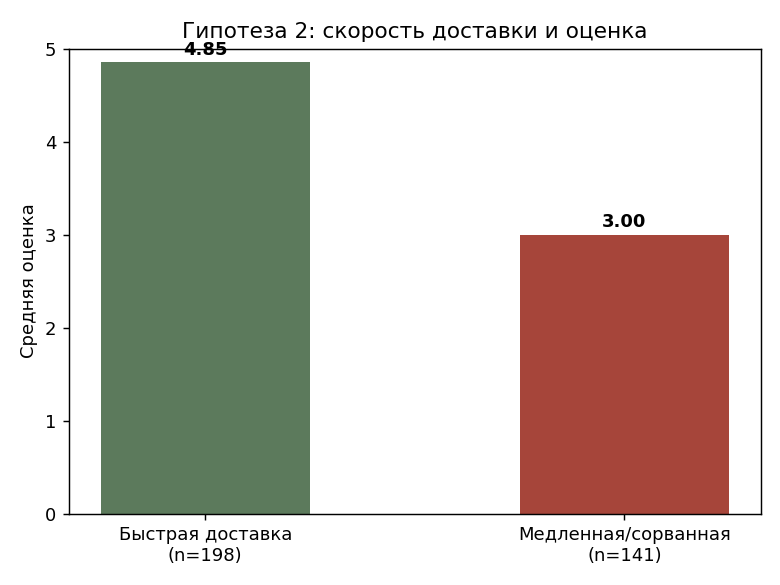 Гипотеза 2: скорость доставки и оценка
Средняя оценка
5
4
3
2
1
0
4.85
3.00
Быстрая доставка
(n=198)
Медленная/сорванная
(n=141)